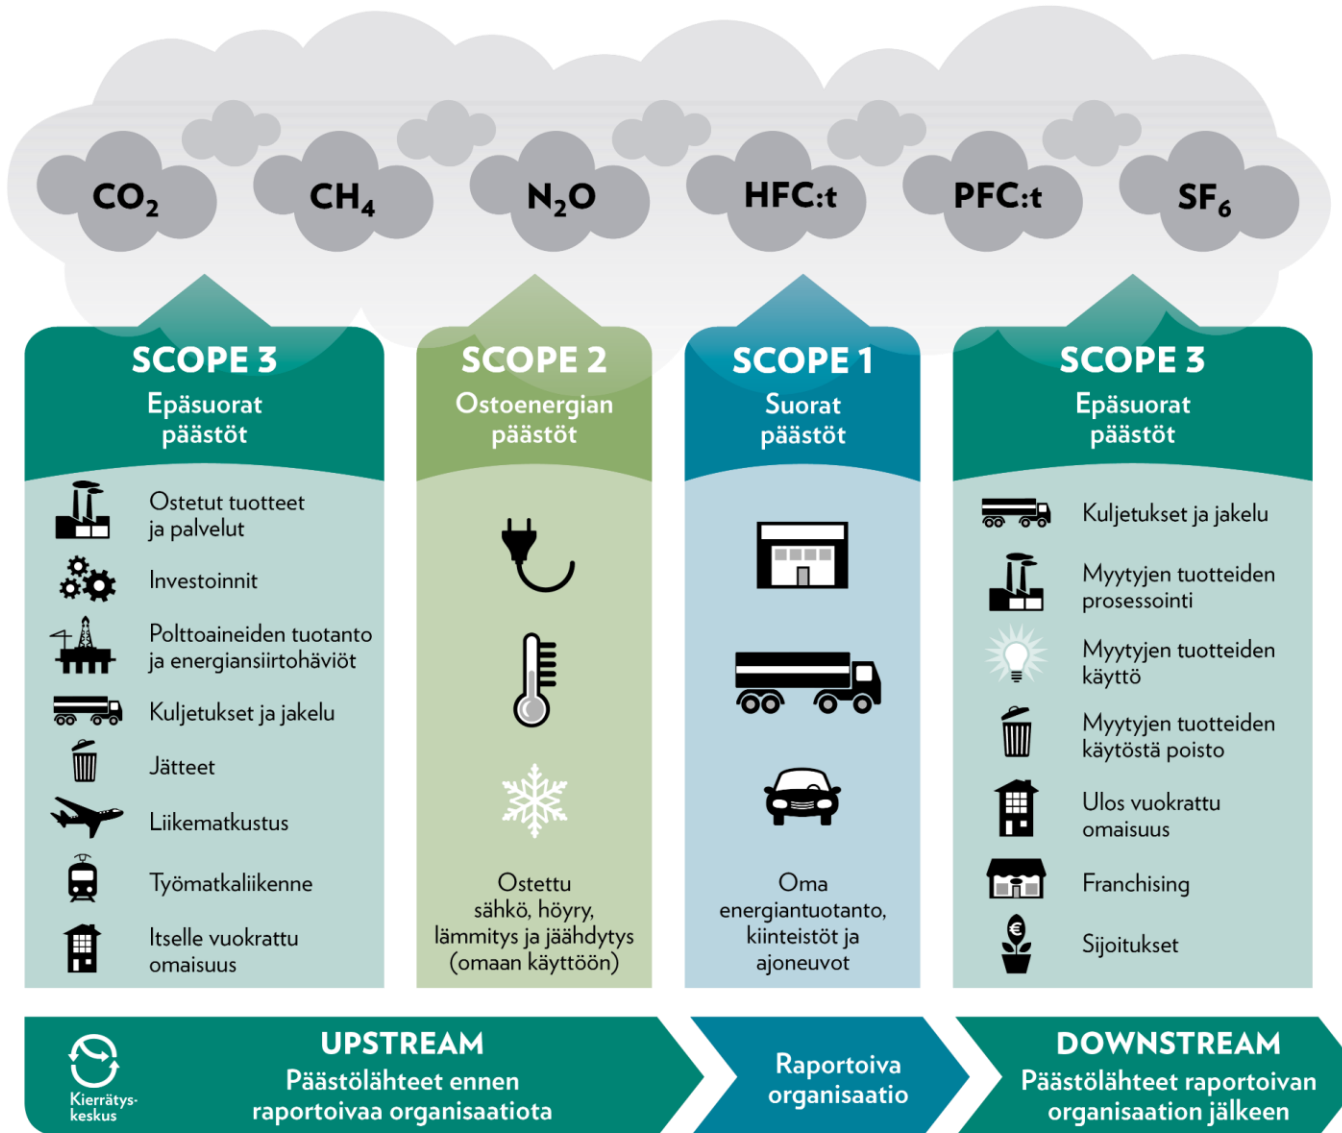 CO₂
CH₄
N₂O
HFC:t
PFC:t
SF₆
SCOPE 3
Epäsuorat
päästöt
Ostetut tuotteet
ja palvelut
Investoinnit
Polttoaineiden tuotanto
ja energiansiirtohäviöt
Kuljetukset ja jakelu
Jätteet
Liikematkustus
Työmatkaliikenne
Itselle vuokrattu
omaisuus
SCOPE 2
Ostoenergian
päästöt
Ostettu
sähkö, höyry,
lämmitys ja jäähdytys
(omaan käyttöön)
SCOPE 1
Suorat
päästöt
Oma
energiantuotanto,
kiinteistöt ja
ajoneuvot
SCOPE 3
Epäsuorat
päästöt
Kuljetukset ja jakelu
Myytyjen tuotteiden
prosessointi
Myytyjen tuotteiden
käyttö
Myytyjen tuotteiden
käytöstä poisto
Ulos vuokrattu
omaisuus
Franchising
€
Sijoitukset
Kierrätys-
keskus
UPSTREAM
Päästölähteet ennen
raportoivaa organisaatiota
Raportoiva
organisaatio
DOWNSTREAM
Päästölähteet raportoivan
organisaation jälkeen